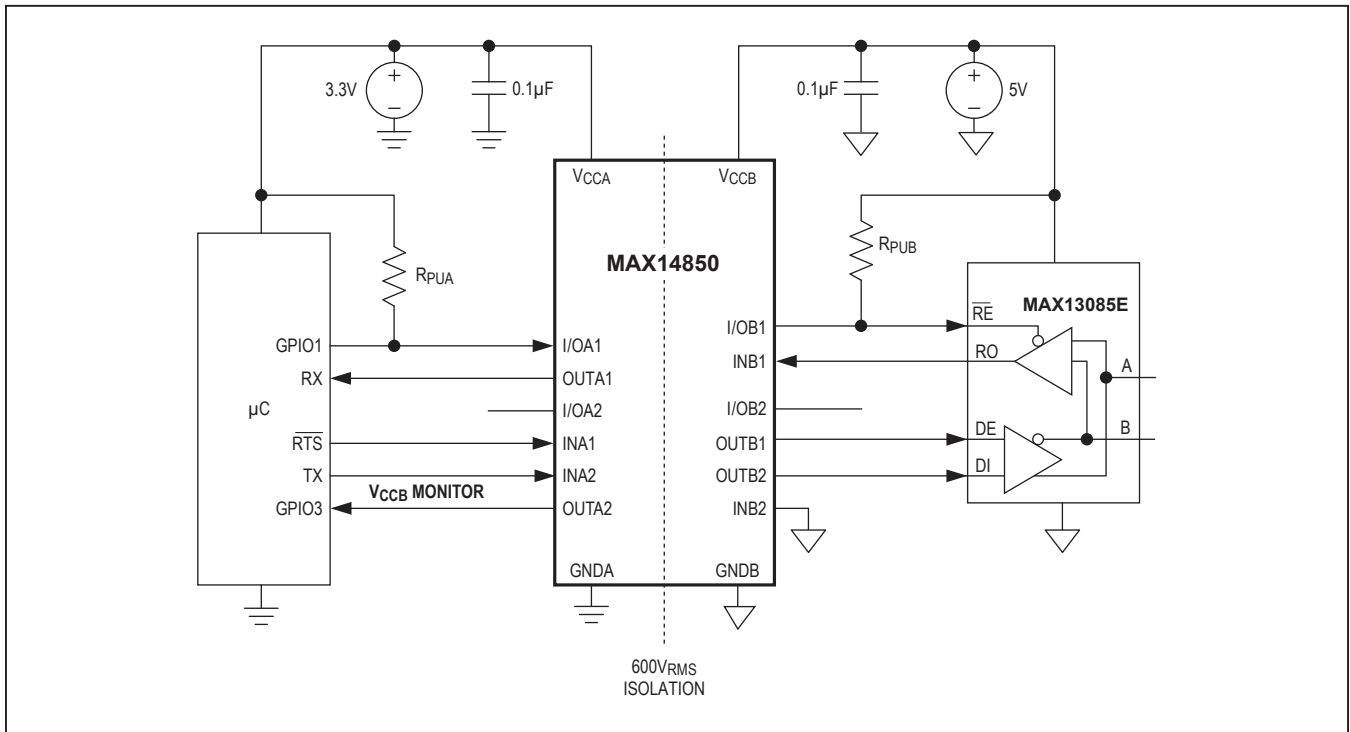 3.3V
0.1µF
0.1µF
5V
VCCA
VCCB
MAX14850
RPUA
RPUB
MAX13085E
µC
GPIO1
RX
RTS
TX
GPIO3
VCCB MONITOR
I/OA1
OUTA1
I/OA2
INA1
INA2
OUTA2
GNDA
I/OB1
INB1
I/OB2
OUTB1
OUTB2
INB2
GNDB
RE
RO
DE
DI
A
B
600VRMS
ISOLATION